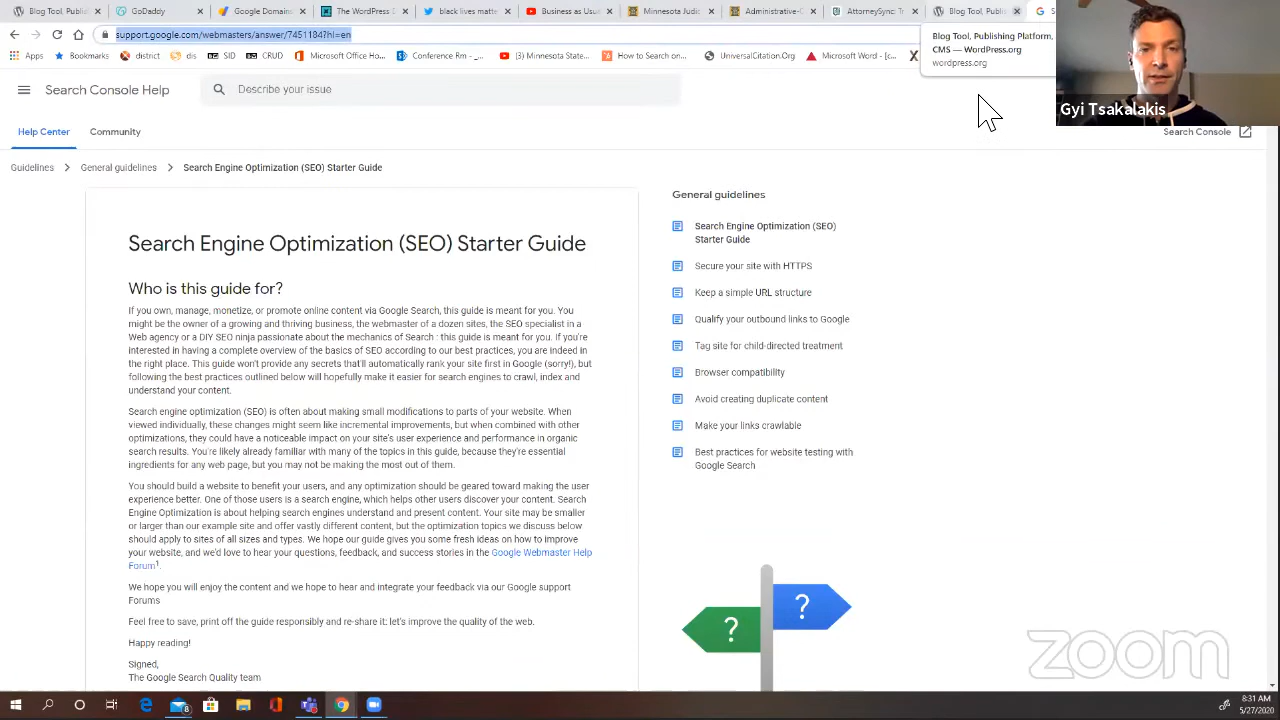 GoDaddy
Google Domains
The WordPress
black lives matte
Business as Usu
Minnesota Judic
Administrative-C
AttorneySync: Tr
Blog Tool, Publis
support.google.com/webmasters/answer/7451184?hl=en
Blog Tool, Publishing Platform,
CMS — WordPress.org
wordpress.org
Apps
Bookmarks
district
dis
SID
CRUD
Microsoft Office Ho...
Conference Rm -_...
(3) Minnesota State...
How to Search on...
UniversalCitation.Org
Microsoft Word - [c...
Search Console Help
Describe your issue
Gyi Tsakalakis
Help Center
Community
Search Console
Guidelines
General guidelines
Search Engine Optimization (SEO) Starter Guide
Search Engine Optimization (SEO) Starter Guide
Who is this guide for?
If you own, manage, monetize, or promote online content via Google Search, this guide is meant for you. You
might be the owner of a growing and thriving business, the webmaster of a dozen sites, the SEO specialist in a
Web agency or a DIY SEO ninja passionate about the mechanics of Search : this guide is meant for you. If you're
interested in having a complete overview of the basics of SEO according to our best practices, you are indeed in
the right place. This guide won't provide any secrets that'll automatically rank your site first in Google (sorry!), but
following the best practices outlined below will hopefully make it easier for search engines to crawl, index and
understand your content.
Search engine optimization (SEO) is often about making small modifications to parts of your website. When
viewed individually, these changes might seem like incremental improvements, but when combined with other
optimizations, they could have a noticeable impact on your site's user experience and performance in organic
search results. You're likely already familiar with many of the topics in this guide, because they're essential
ingredients for any web page, but you may not be making the most out of them.
You should build a website to benefit your users, and any optimization should be geared toward making the user
experience better. One of those users is a search engine, which helps other users discover your content. Search
Engine Optimization is about helping search engines understand and present content. Your site may be smaller
or larger than our example site and offer vastly different content, but the optimization topics we discuss below
should apply to sites of all sizes and types. We hope our guide gives you some fresh ideas on how to improve
your website, and we'd love to hear your questions, feedback, and success stories in the Google Webmaster Help
Forum1.
We hope you will enjoy the content and we hope to hear and integrate your feedback via our Google support
Forums
Feel free to save, print off the guide responsibly and re-share it: let's improve the quality of the web.
Happy reading!
Signed,
The Google Search Quality team
General guidelines
Search Engine Optimization (SEO)
Starter Guide
Secure your site with HTTPS
Keep a simple URL structure
Qualify your outbound links to Google
Tag site for child-directed treatment
Browser compatibility
Avoid creating duplicate content
Make your links crawlable
Best practices for website testing with
Google Search
?
?
zoom
8:31 AM
5/27/2020